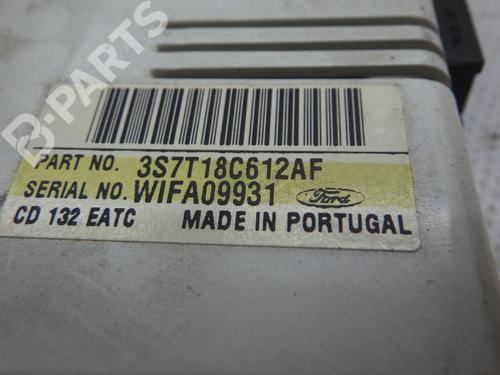 B-PARTS
PART NO. 3S7T18C612AF
SERIAL NO. WIFA09931 Ford
CD 132 EATC MADE IN PORTUGAL